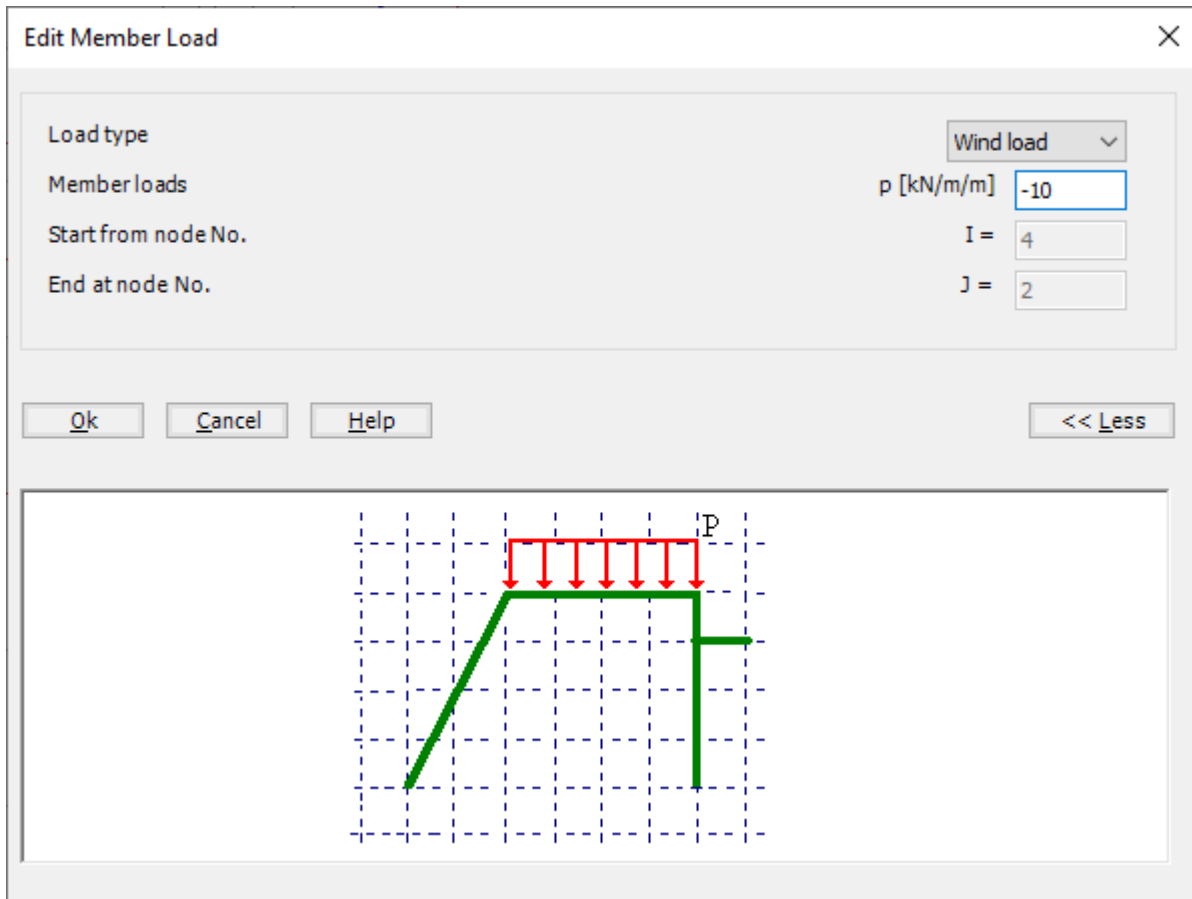 Edit Member Load
Load type Wind load
Member loads p [kN/m/m] -10
Start from node No. I = 4
End at node No. J = 2
Ok Cancel Help << Less
P